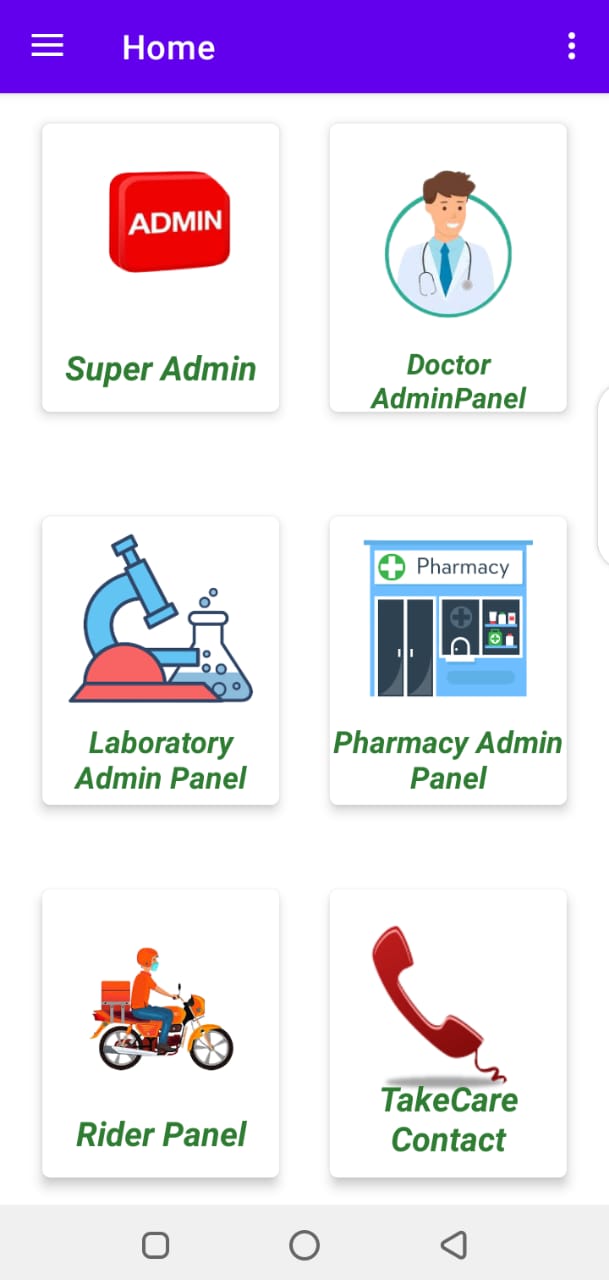 Home
ADMIN
Super Admin
Doctor
AdminPanel
Laboratory
Admin Panel
Pharmacy
Pharmacy Admin
Panel
Rider Panel
TakeCare
Contact